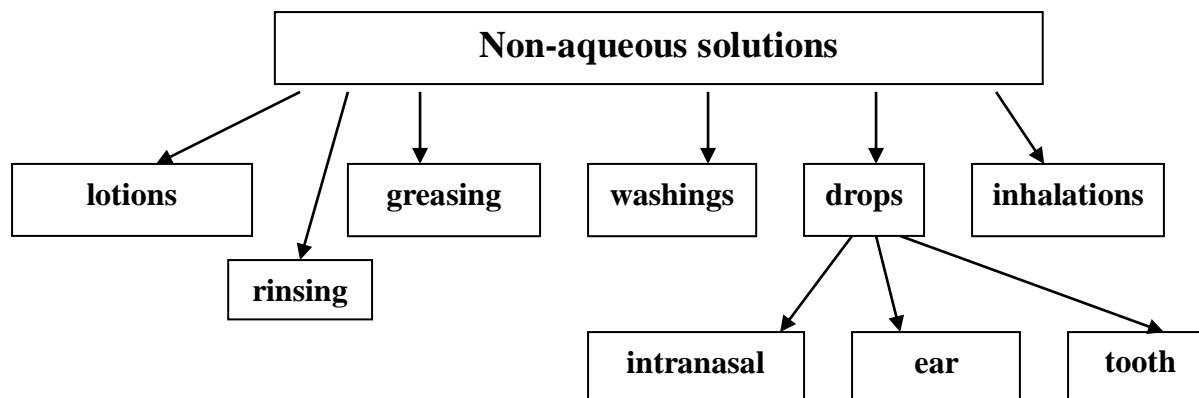 Non-aqueous solutions
lotions
greasing
washings
drops
inhalations
rinsing
intranasal
ear
tooth